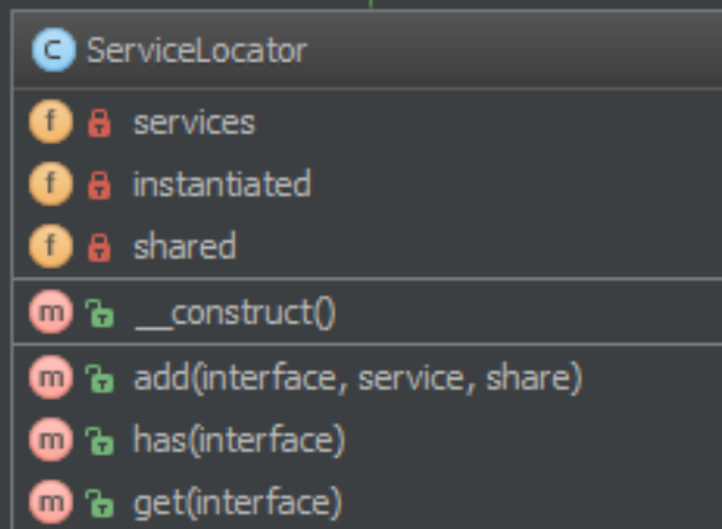 C ServiceLocator
f services
f instantiated
f shared
m __construct()
m add(interface, service, share)
m has(interface)
m get(interface)